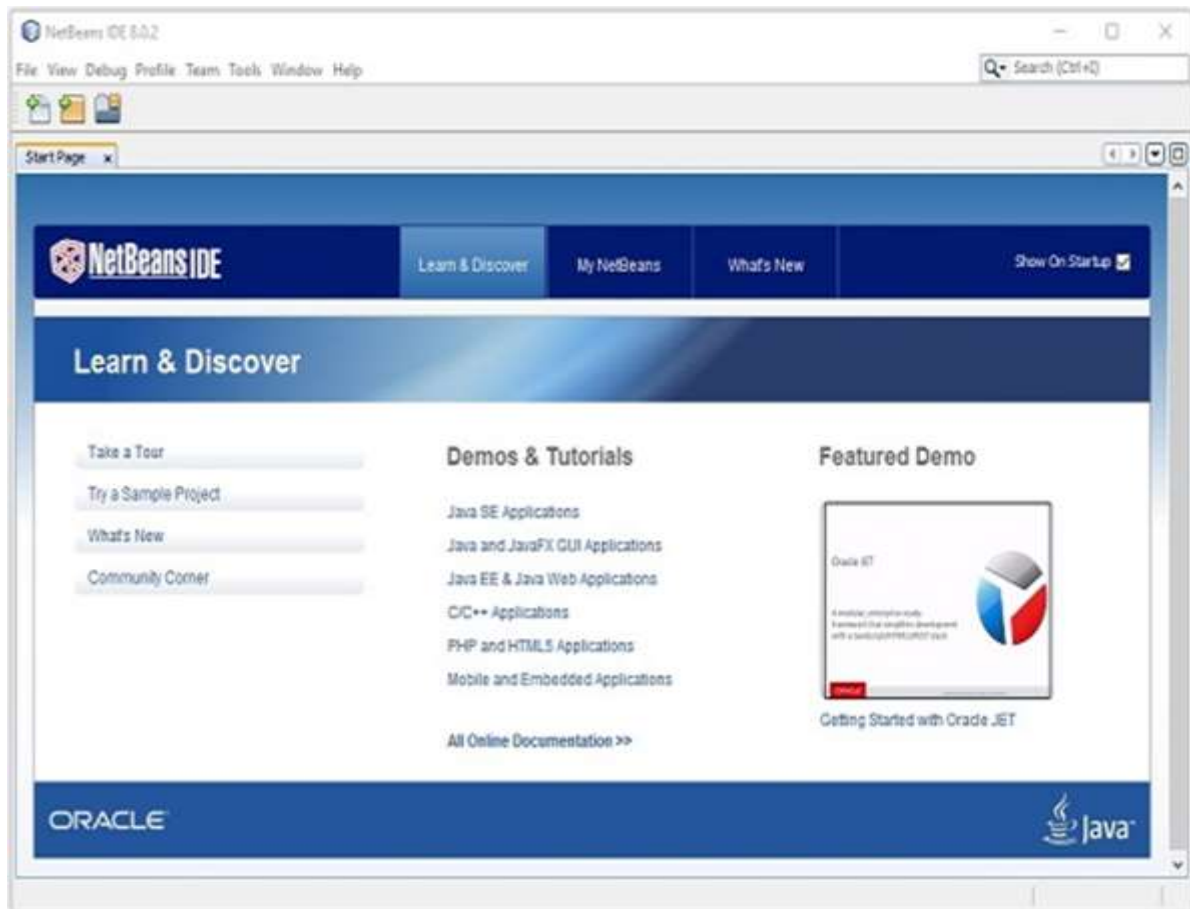 NetBeans IDE 8.0.2
File View Debug Profile Team Tools Window Help
Search (Ctrl+I)
Start Page
NetBeans IDE
Learn & Discover
My NetBeans
What's New
Show On Startup
Learn & Discover
Take a Tour
Try a Sample Project
What's New
Community Corner
Demos & Tutorials
Java SE Applications
Java and JavaFX GUI Applications
Java EE & Java Web Applications
C/C++ Applications
PHP and HTML5 Applications
Mobile and Embedded Applications
All Online Documentation >>
Featured Demo
Oracle JET
ORACLE
Getting Started with Oracle JET
ORACLE
Java